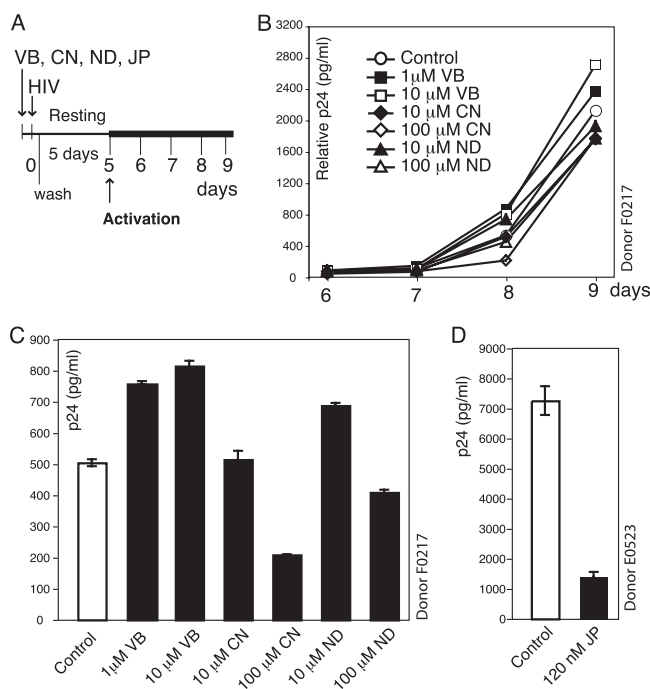 A
VB, CN, ND, JP
HIV
Resting
5 days
0
5
6
7
8
9
wash
days
Activation
B
3200
2800
2400
2000
1600
1200
800
400
0
Relative p24 (pg/ml)
Control
1μM VB
10 μM VB
10 μM CN
100 μM CN
10 μM ND
100 μM ND
6
7
8
9
days
Donor F0217
C
900
800
700
600
500
400
300
200
100
0
p24 (pg/ml)
Control
1μM VB
10 μM VB
10 μM CN
100 μM CN
10 μM ND
100 μM ND
Donor F0217
D
9000
8000
7000
6000
5000
4000
3000
2000
1000
0
p24 (pg/ml)
Control
120 nM JP
Donor E0523